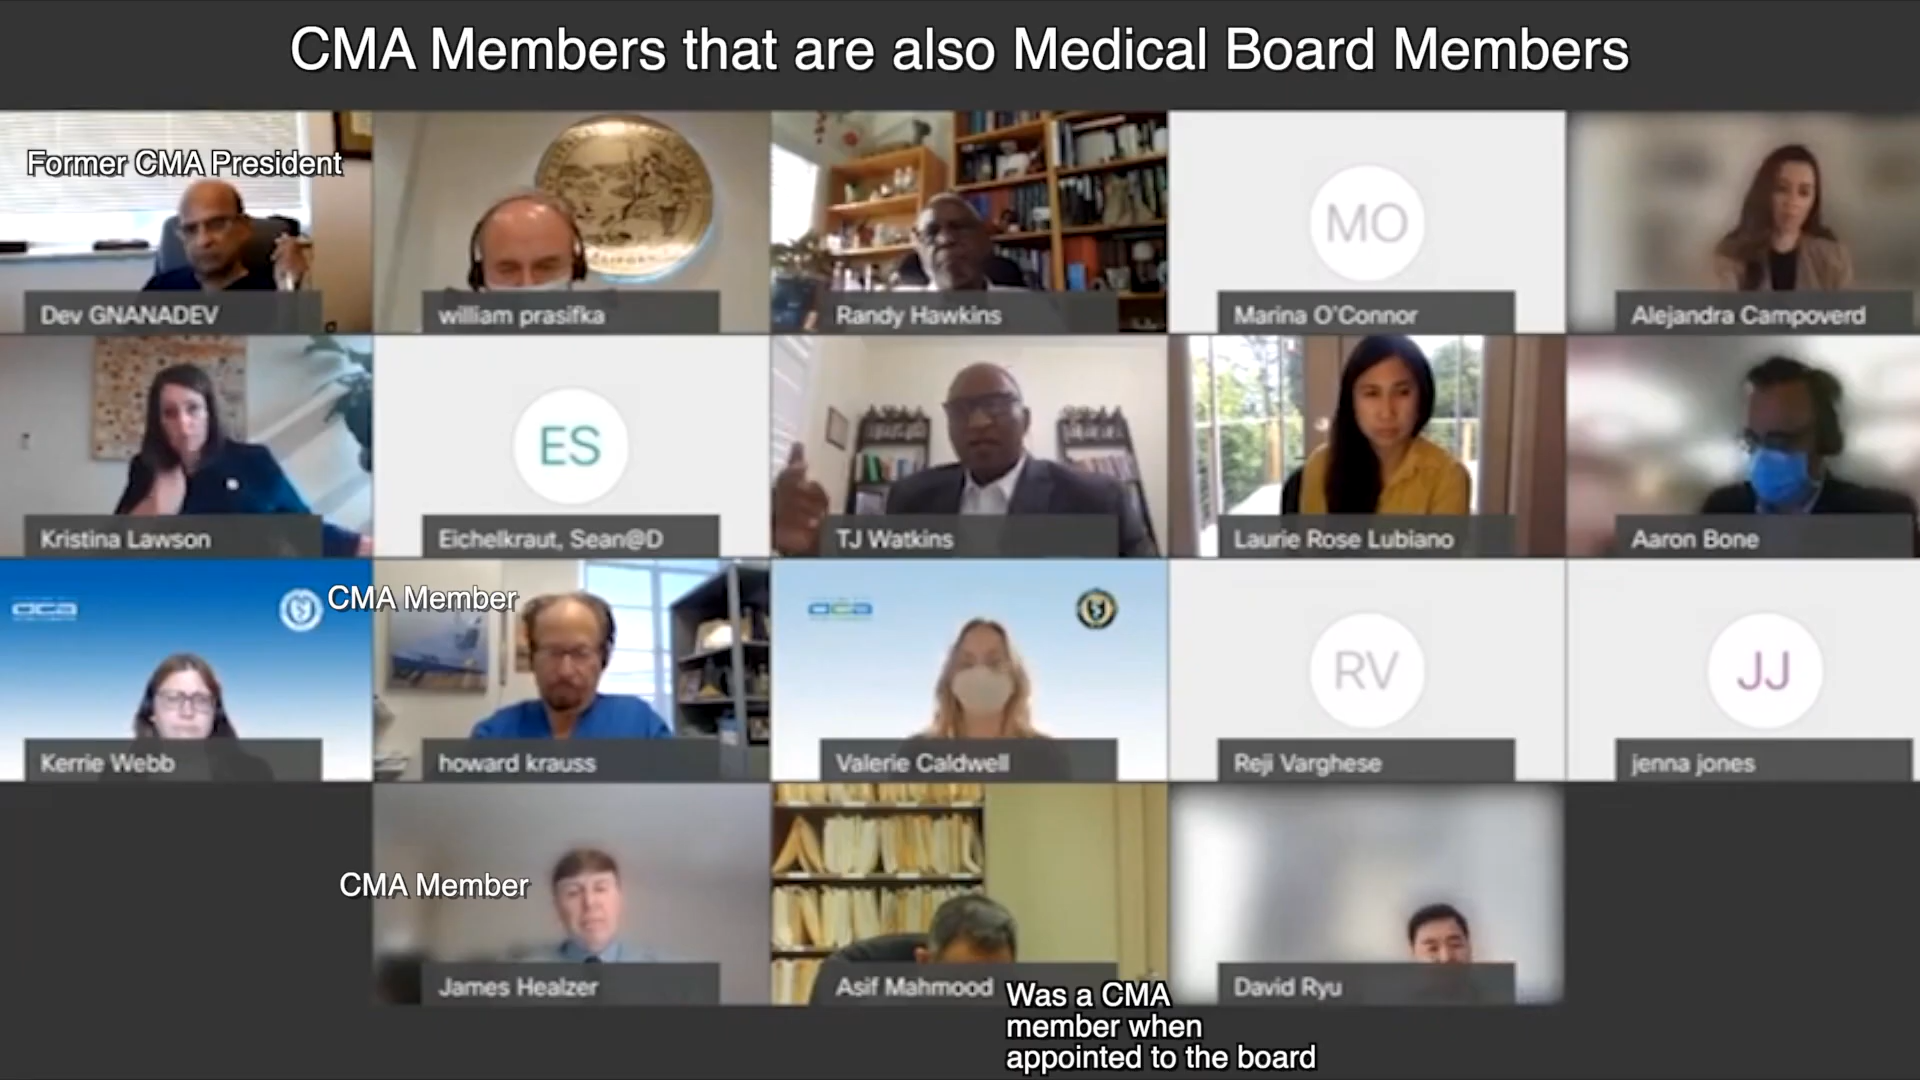 CMA Members that are also Medical Board Members
Former CMA President
Dev GNANADEV
william prasifka
Randy Hawkins
MO
Marina O'Connor
Alejandra Campoverd
Kristina Lawson
ES
Eichelkraut, Sean@D
TJ Watkins
Laurie Rose Lubiano
Aaron Bone
dca
Kerrie Webb
CMA Member
howard krauss
dca
Valerie Caldwell
RV
Reji Varghese
JJ
jenna jones
CMA Member
James Healzer
Asif Mahmood
Was a CMA
member when
appointed to the board
David Ryu